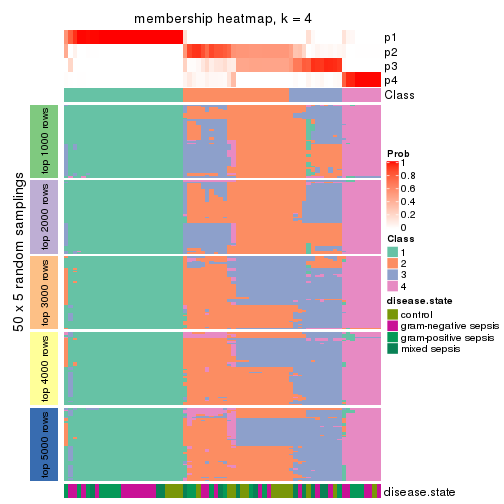 membership heatmap, k = 4
p1
p2
p3
p4
Class
50 x 5 random samplings
top 1000 rows
top 2000 rows
top 3000 rows
top 4000 rows
top 5000 rows
Prob
1
0.8
0.6
0.4
0.2
0
Class
1
2
3
4
disease.state
control
gram-negative sepsis
gram-positive sepsis
mixed sepsis
disease.state